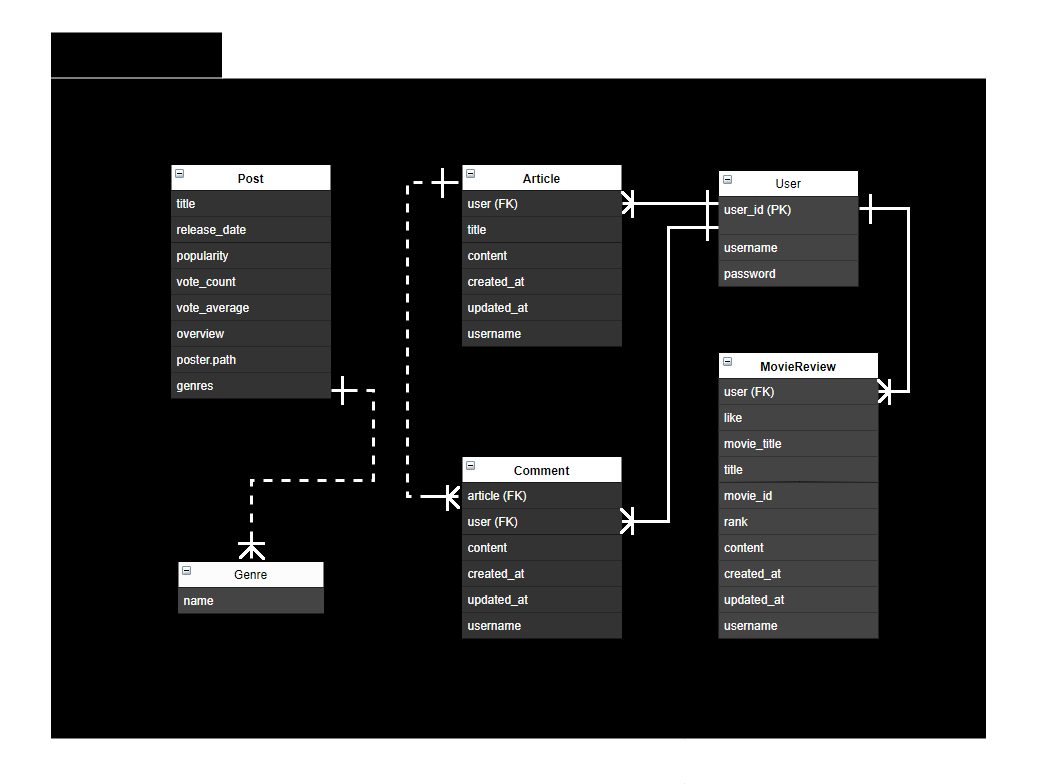 Post
title
release_date
popularity
vote_count
vote_average
overview
poster.path
genres
Genre
name
Article
user (FK)
title
content
created_at
updated_at
username
Comment
article (FK)
user (FK)
content
created_at
updated_at
username
User
user_id (PK)
username
password
MovieReview
user (FK)
like
movie_title
title
movie_id
rank
content
created_at
updated_at
username